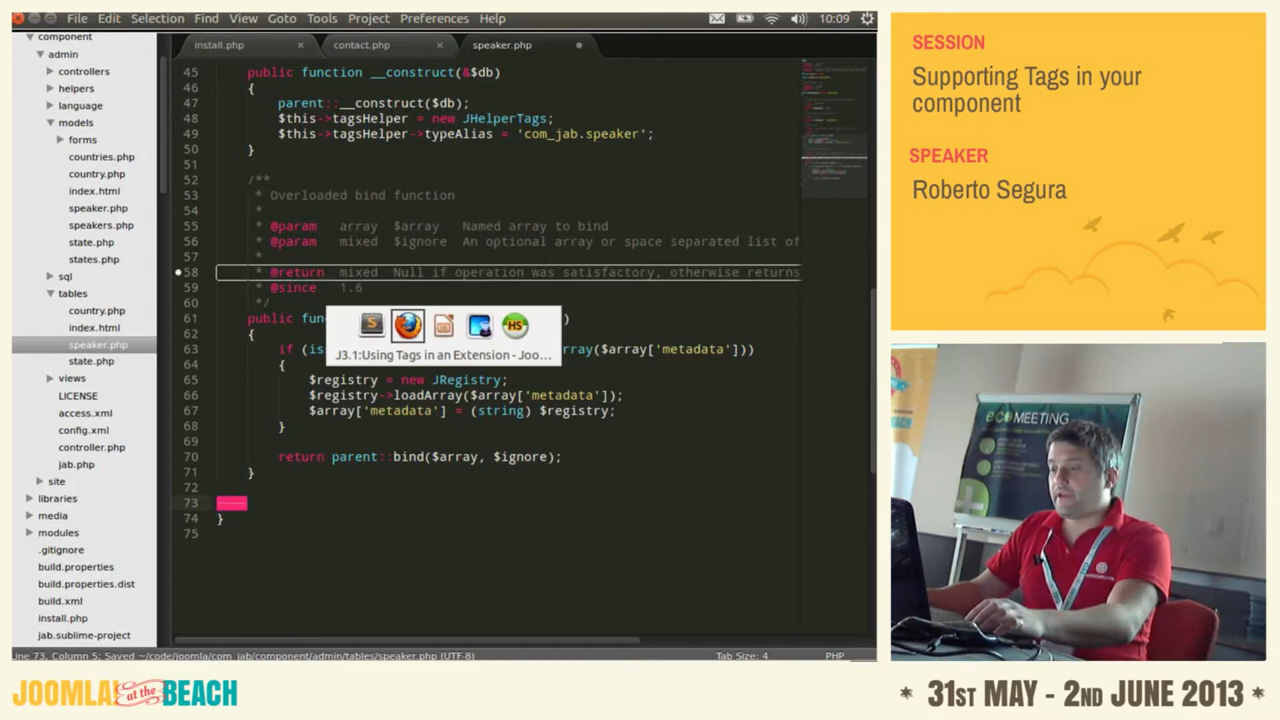 File Edit Selection Find View Goto Tools Project Preferences Help
10:09
component
admin
controllers
helpers
language
models
forms
countries.php
country.php
index.html
speaker.php
speakers.php
state.php
states.php
sql
tables
country.php
index.html
speaker.php
state.php
views
LICENSE
access.xml
config.xml
controller.php
jab.php
site
libraries
media
modules
.gitignore
build.properties
build.properties.dist
build.xml
install.php
jab.sublime-project
install.php × contact.php × speaker.php
45 public function __construct(&$db)
46 {
47 parent::__construct($db);
48 $this->tagsHelper = new JHelperTags;
49 $this->tagsHelper->typeAlias = 'com_jab.speaker';
50 }
51
52 /**
53 * Overloaded bind function
54 *
55 * @param array $array Named array to bind
56 * @param mixed $ignore An optional array or space separated list of
57 *
58 * @return mixed Null if operation was satisfactory, otherwise returns
59 * @since 1.6
60 */
61 public fun )
62 {
63 if (is rray($array['metadata']))
64 {
65 $registry = new JRegistry;
66 $registry->loadArray($array['metadata']);
67 $array['metadata'] = (string) $registry;
68 }
69
70 return parent::bind($array, $ignore);
71 }
72
73
74 }
75
S HS
J3.1:Using Tags in an Extension - Joo...
Line 73, Column 5; Saved ~/code/joomla/com_jab/component/admin/tables/speaker.php (UTF-8) Tab Size: 4 PHP
SESSION
Supporting Tags in your
component
SPEAKER
Roberto Segura
ecoMEETING
JOOMLA! at the BEACH
* 31ST MAY - 2ND JUNE 2013 *